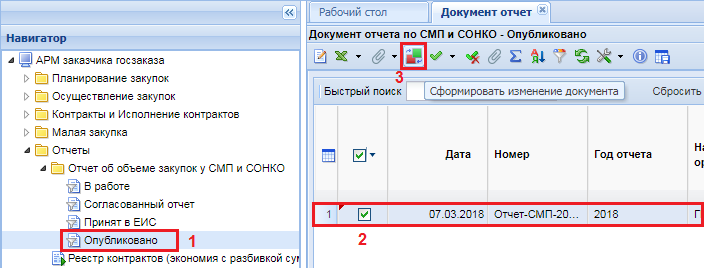 Рабочий стол
Документ отчет
Навигатор
Документ отчета по СМП и СОНКО - Опубликовано
АРМ заказчика госзаказа
Планирование закупок
Осуществление закупок
Контракты и Исполнение контрактов
Малая закупка
Отчеты
Отчет об объеме закупок у СМП и СОНКО
В работе
Согласованный отчет
Принят в ЕИС
Опубликовано
1
Реестр контрактов (экономия с разбивкой сум
3
Быстрый поиск
Сформировать изменение документа
Сбросить
Дата
Номер
Год отчета
На
ор
1
07.03.2018
Отчет-СМП-20...
2018
2